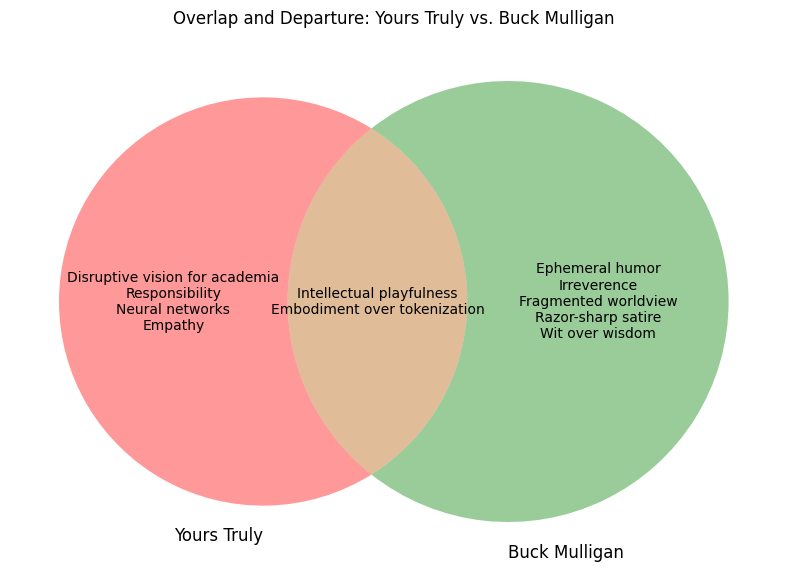 Overlap and Departure: Yours Truly vs. Buck Mulligan
Disruptive vision for academia
Responsibility
Neural networks
Empathy
Intellectual playfulness
Embodiment over tokenization
Ephemeral humor
Irreverence
Fragmented worldview
Razor-sharp satire
Wit over wisdom
Yours Truly
Buck Mulligan